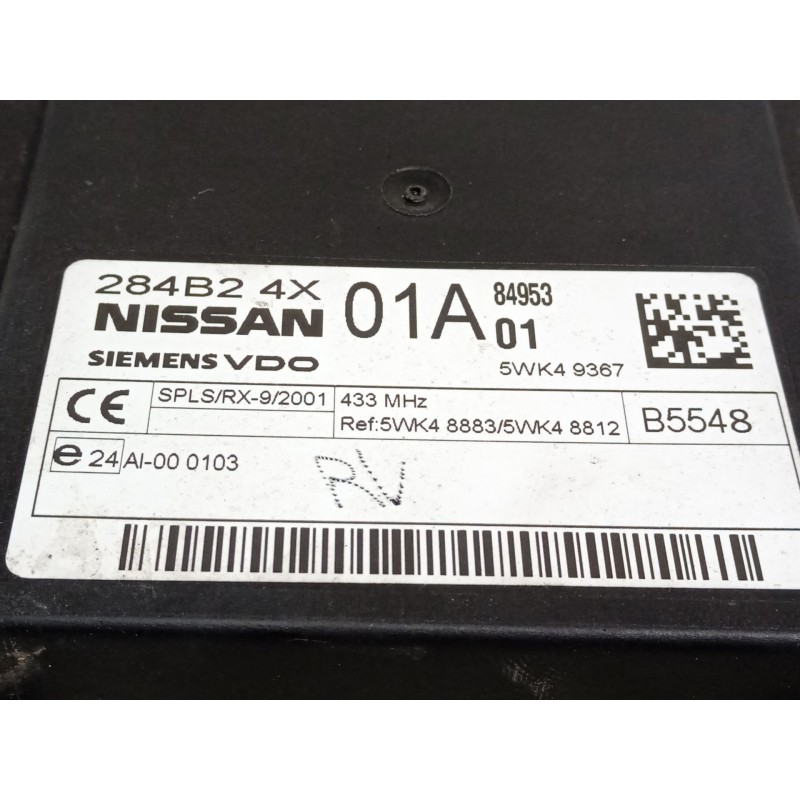 284B2 4X 01A 84953
NISSAN 01
SIEMENS VDO 5WK4 9367
CE SPLS/RX-9/2001 433 MHz
Ref:5WK4 8883/5WK4 8812 B5548
e 24 AI-00 0103
RV